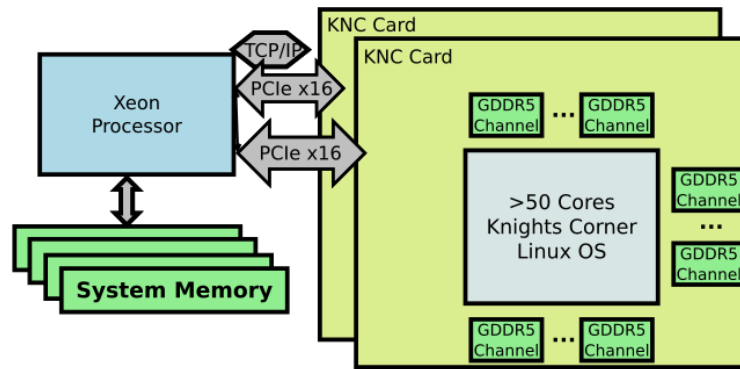 KNC Card
KNC Card
TCP/IP
PCIe x16
PCIe x16
Xeon
Processor
System Memory
GDDR5
Channel
...
GDDR5
Channel
>50 Cores
Knights Corner
Linux OS
GDDR5
Channel
...
GDDR5
Channel
GDDR5
Channel
...
GDDR5
Channel